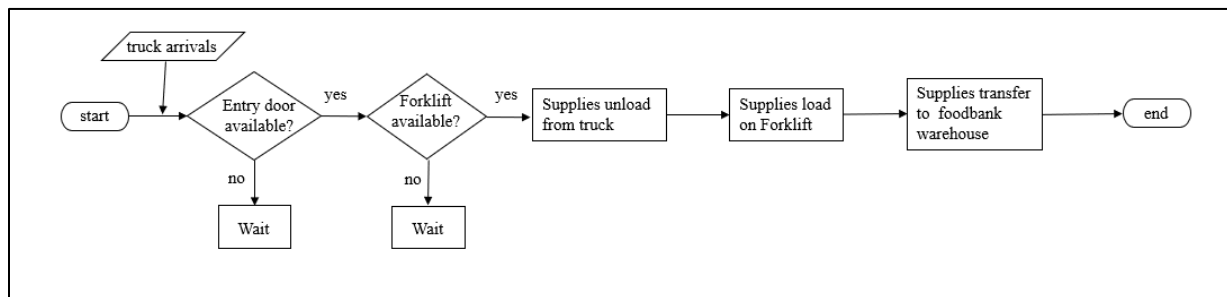 truck arrivals
start
Entry door
available?
yes
no
Wait
Forklift
available?
yes
no
Wait
Supplies unload
from truck
Supplies load
on Forklift
Supplies transfer
to foodbank
warehouse
end